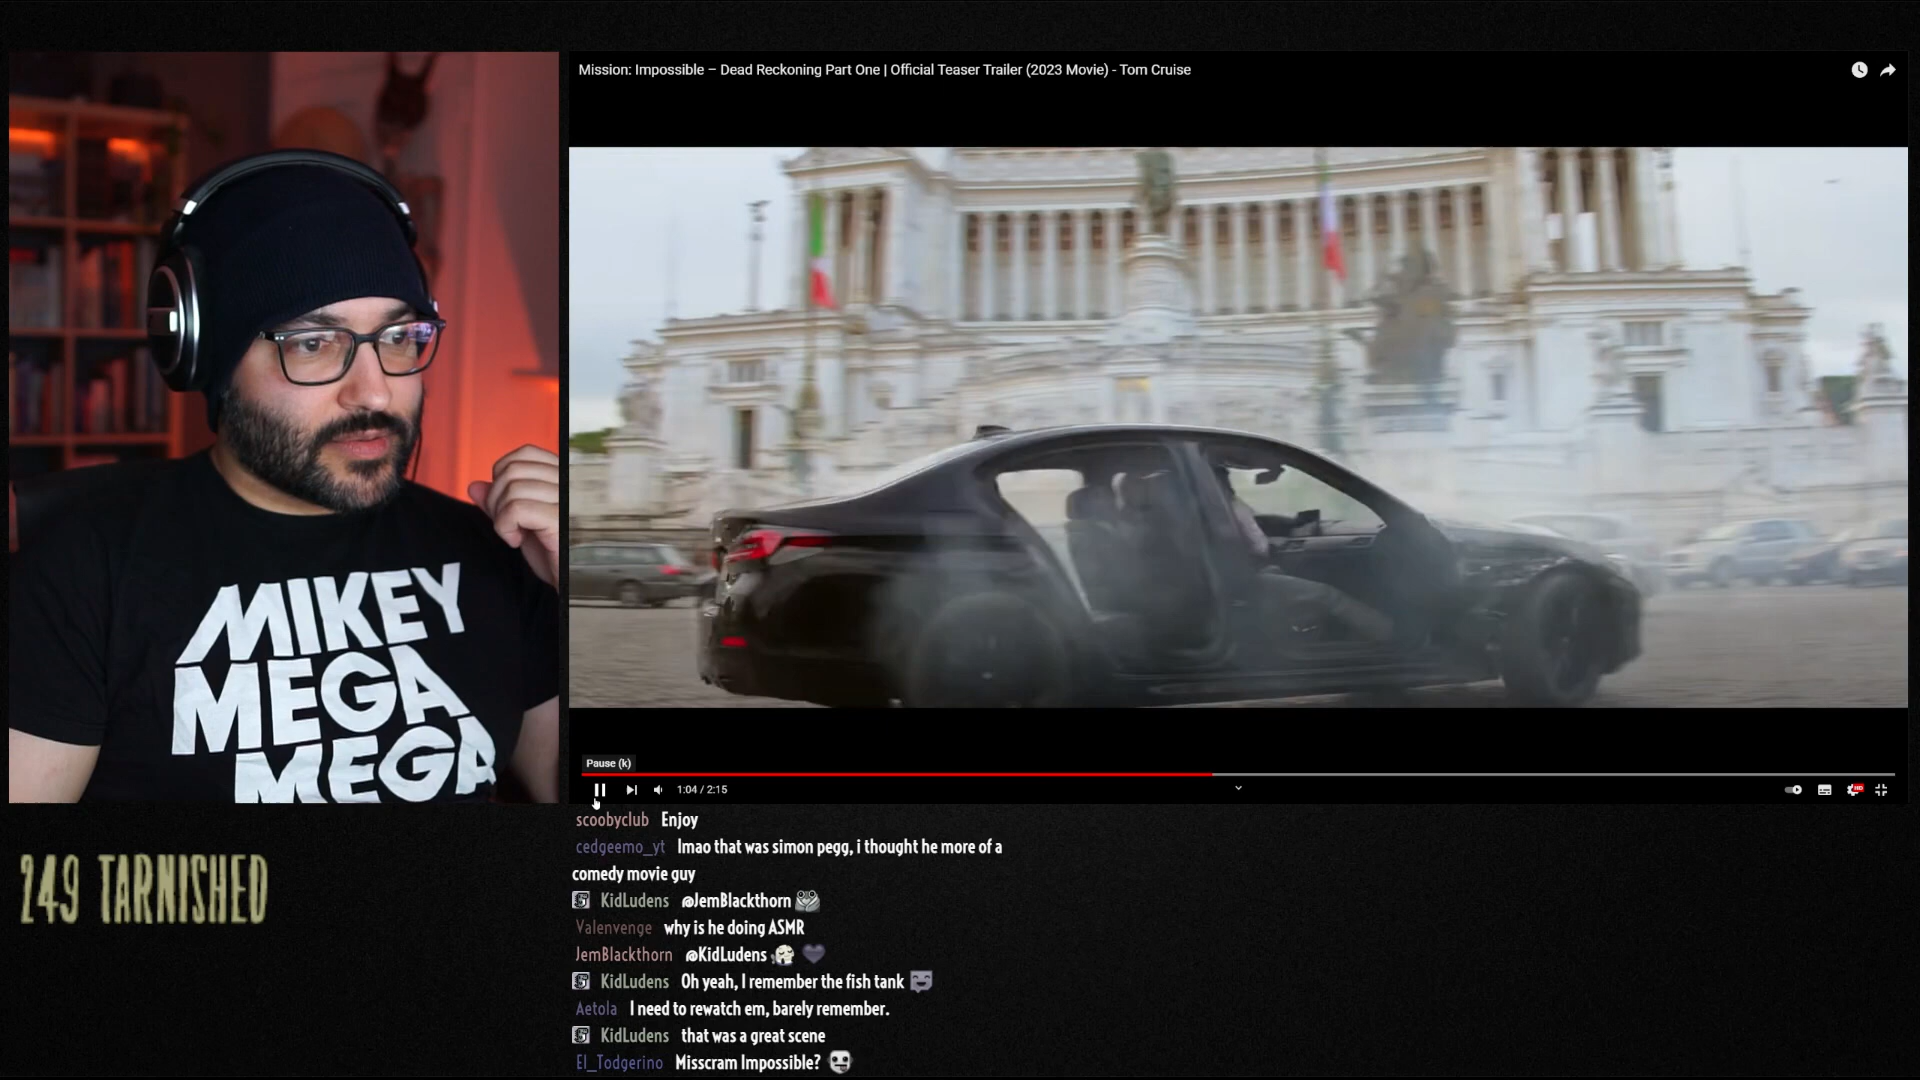 Mission: Impossible – Dead Reckoning Part One | Official Teaser Trailer (2023 Movie) - Tom Cruise
MIKEY
MEGA
MEGA
Pause (k)
1:04 / 2:15
HD
249 TARNISHED
scoobyclub Enjoy
cedgeemo_yt lmao that was simon pegg, i thought he more of a
comedy movie guy
KidLudens @JemBlackthorn
Valenvenge why is he doing ASMR
JemBlackthorn @KidLudens
KidLudens Oh yeah, I remember the fish tank
Aetola I need to rewatch em, barely remember.
KidLudens that was a great scene
El_Todgerino Misscram Impossible?